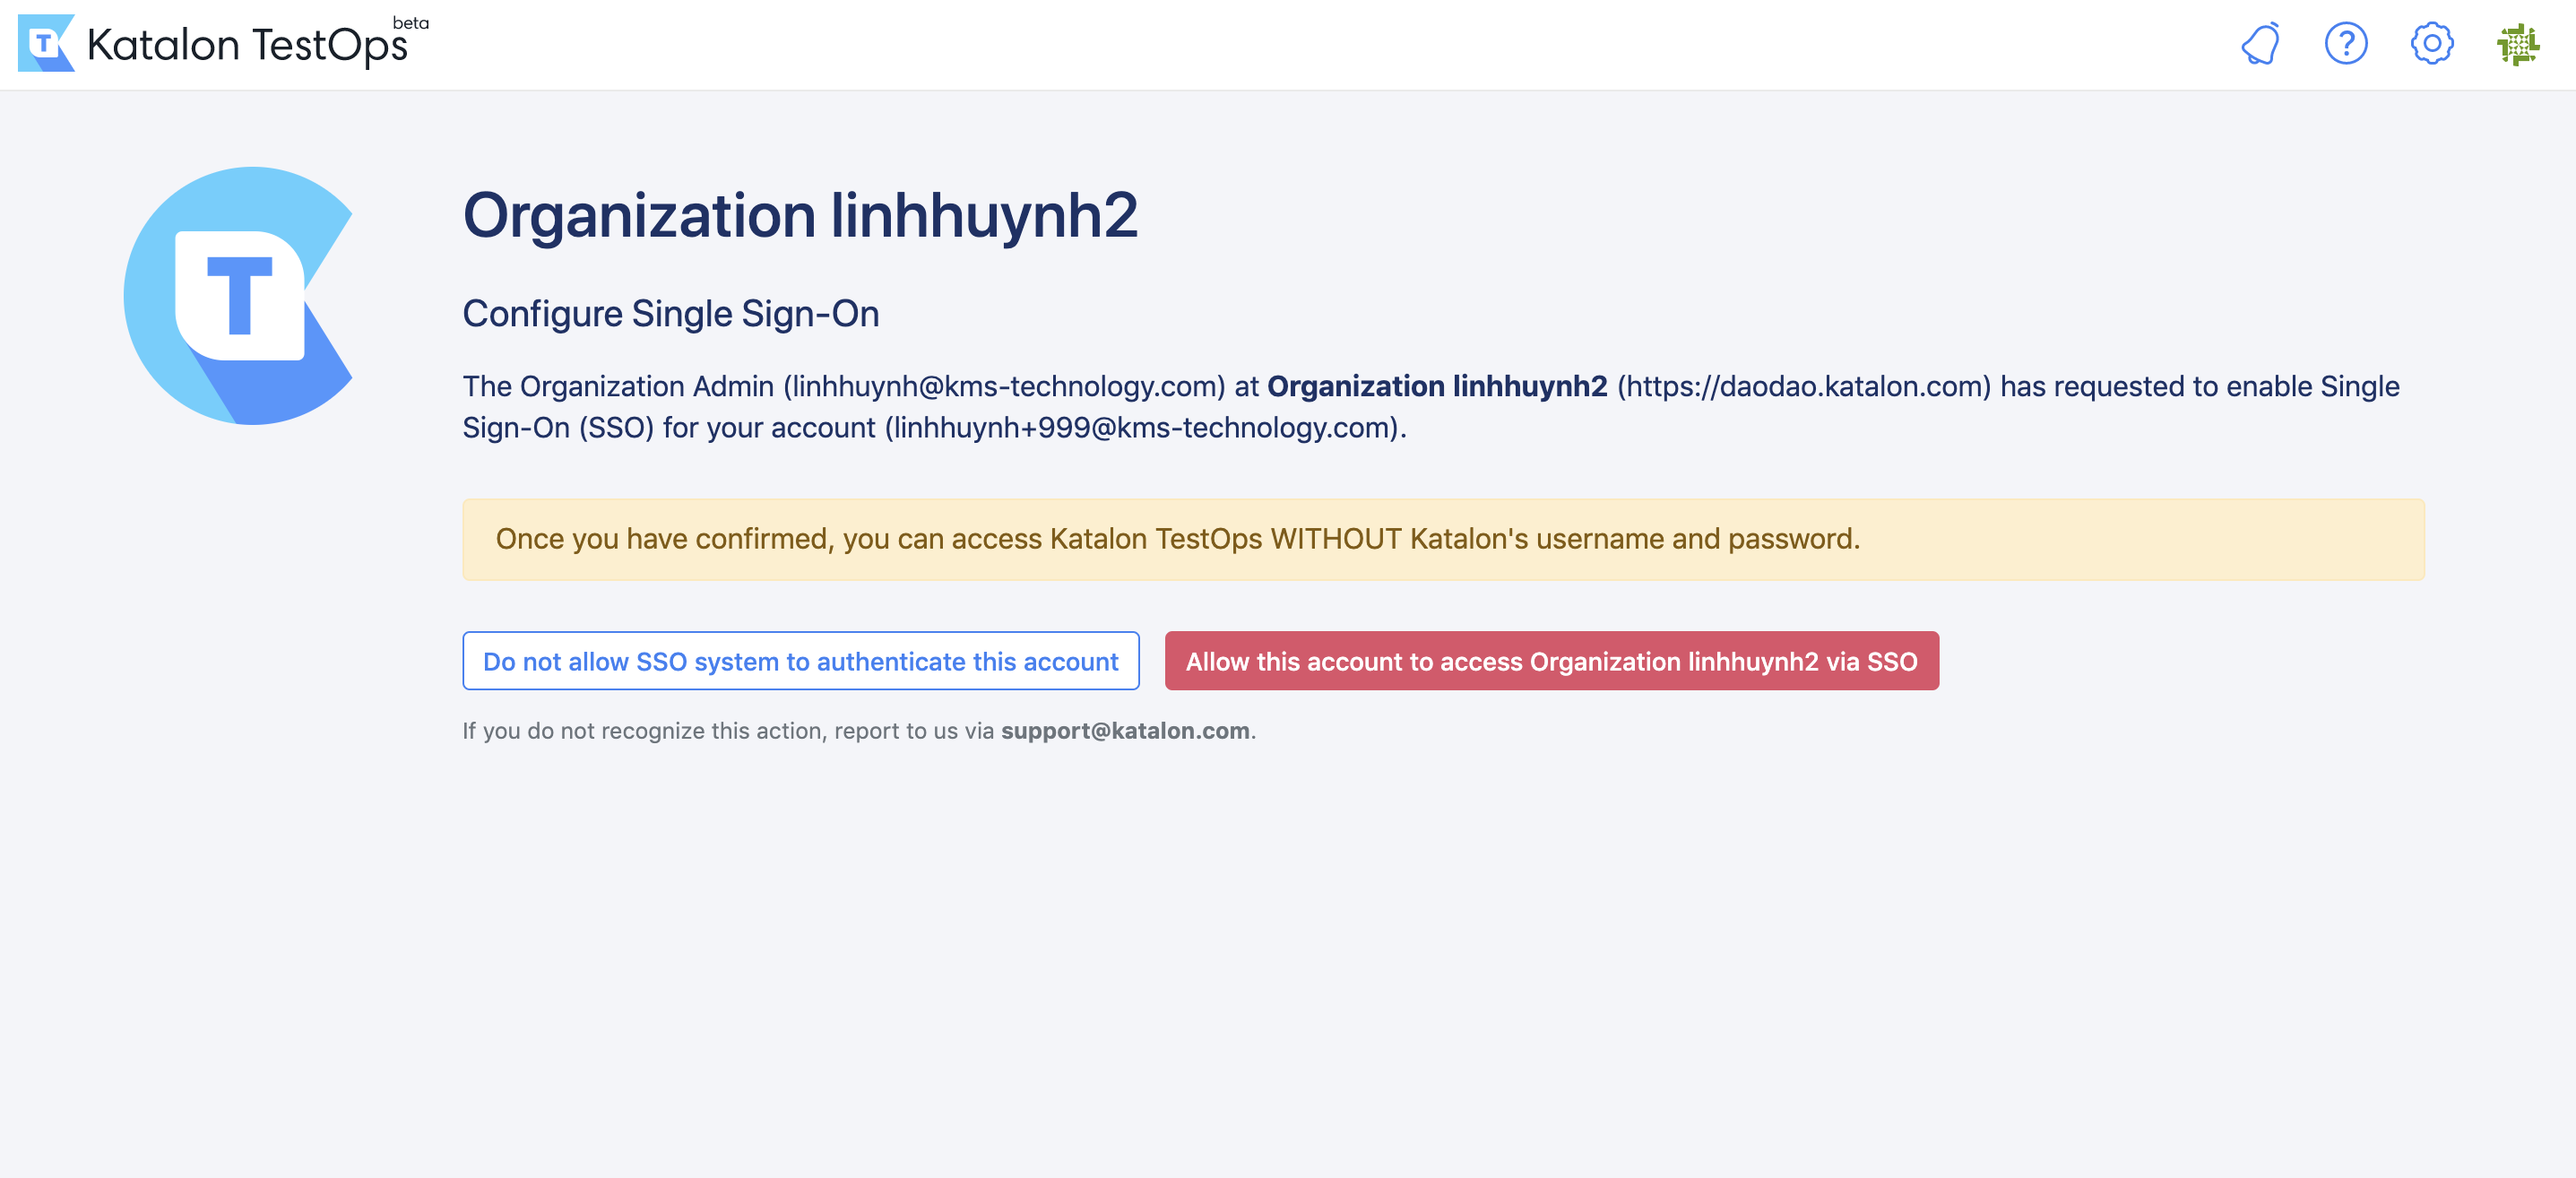 T Katalon TestOps beta
Organization linhhuynh2
T
Configure Single Sign-On
The Organization Admin (linhhuynh@kms-technology.com) at Organization linhhuynh2 (https://daodao.katalon.com) has requested to enable Single
Sign-On (SSO) for your account (linhhuynh+999@kms-technology.com).
Once you have confirmed, you can access Katalon TestOps WITHOUT Katalon's username and password.
Do not allow SSO system to authenticate this account
Allow this account to access Organization linhhuynh2 via SSO
If you do not recognize this action, report to us via support@katalon.com.